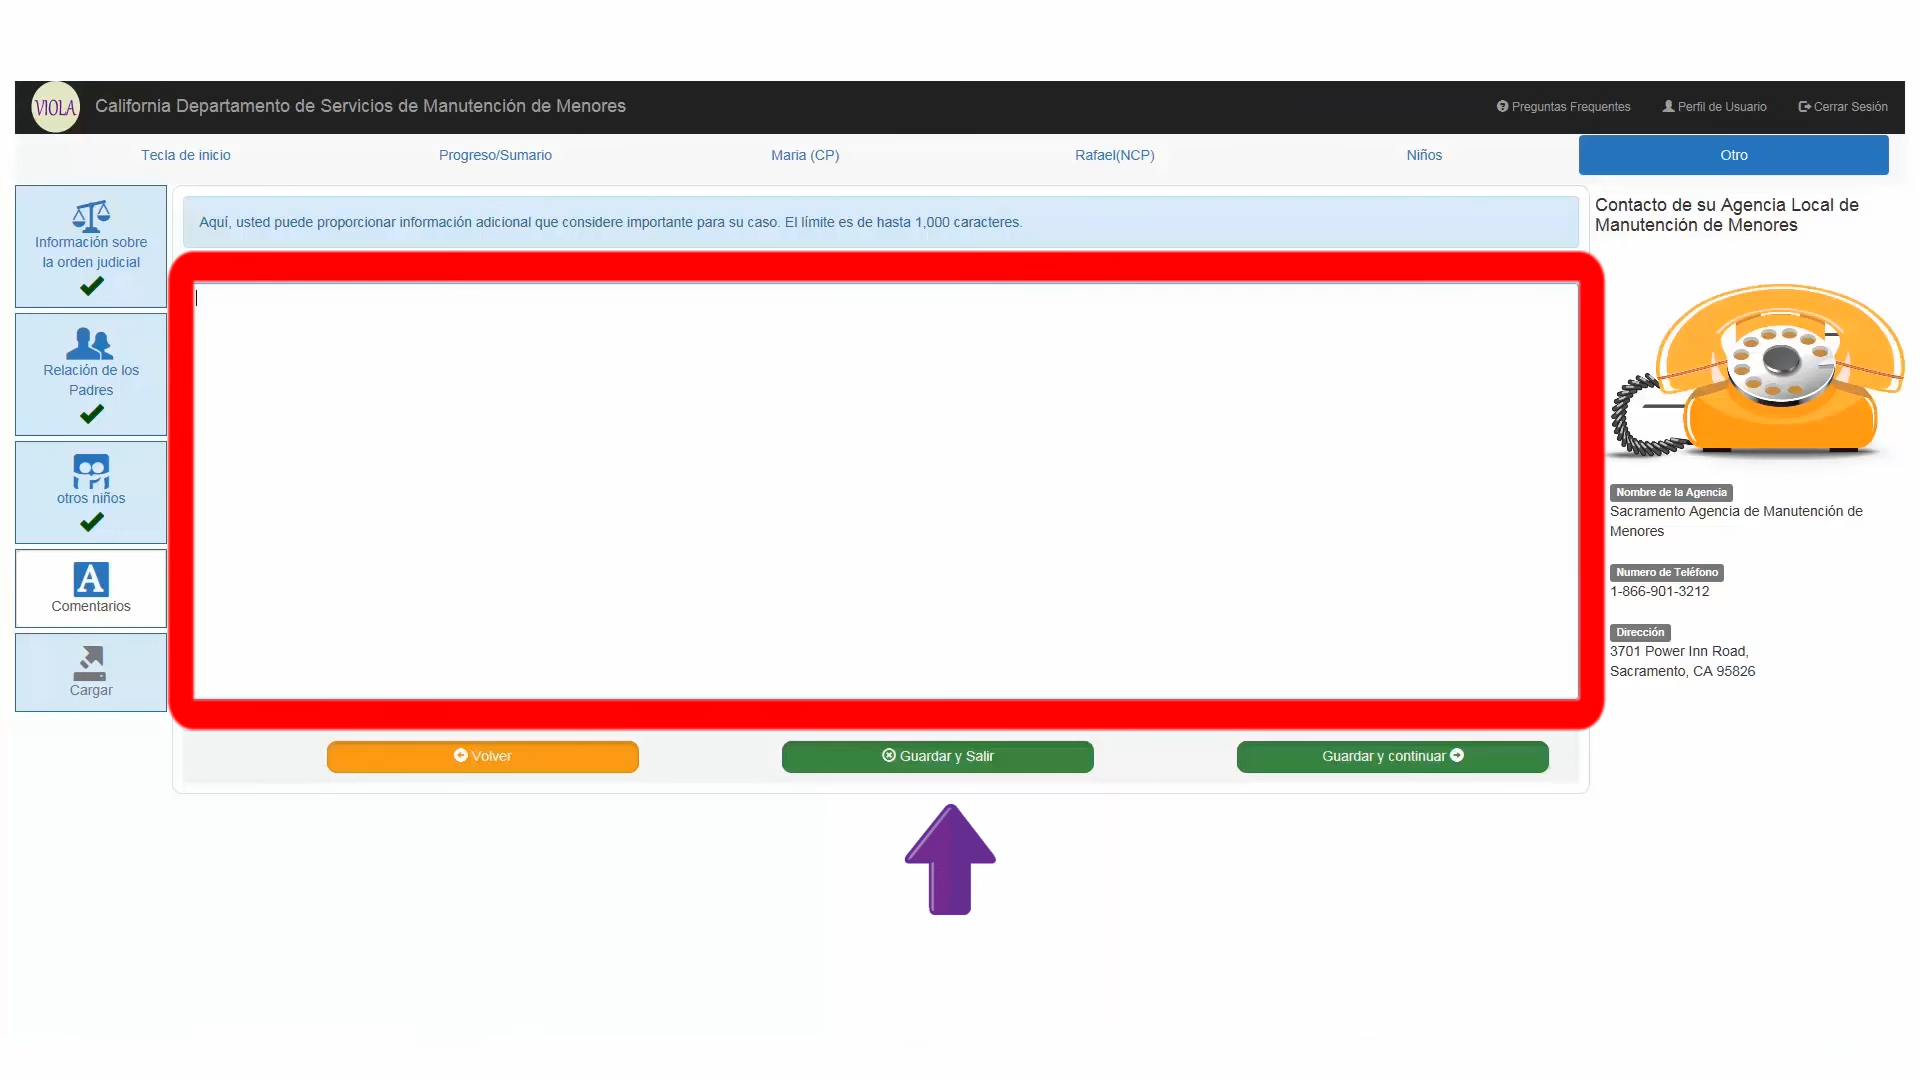 VIOLA
California Departamento de Servicios de Manutención de Menores
Preguntas Frequentes
Perfil de Usuario
Cerrar Sesión
Tecla de inicio
Progreso/Sumario
Maria (CP)
Rafael(NCP)
Niños
Otro
Información sobre
la orden judicial
Relación de los
Padres
otros niños
A
Comentarios
Cargar
Aquí, usted puede proporcionar información adicional que considere importante para su caso. El límite es de hasta 1,000 caracteres.
Volver
Guardar y Salir
Guardar y continuar
Contacto de su Agencia Local de
Manutención de Menores
Nombre de la Agencia
Sacramento Agencia de Manutención de
Menores
Numero de Teléfono
1-866-901-3212
Dirección
3701 Power Inn Road,
Sacramento, CA 95826